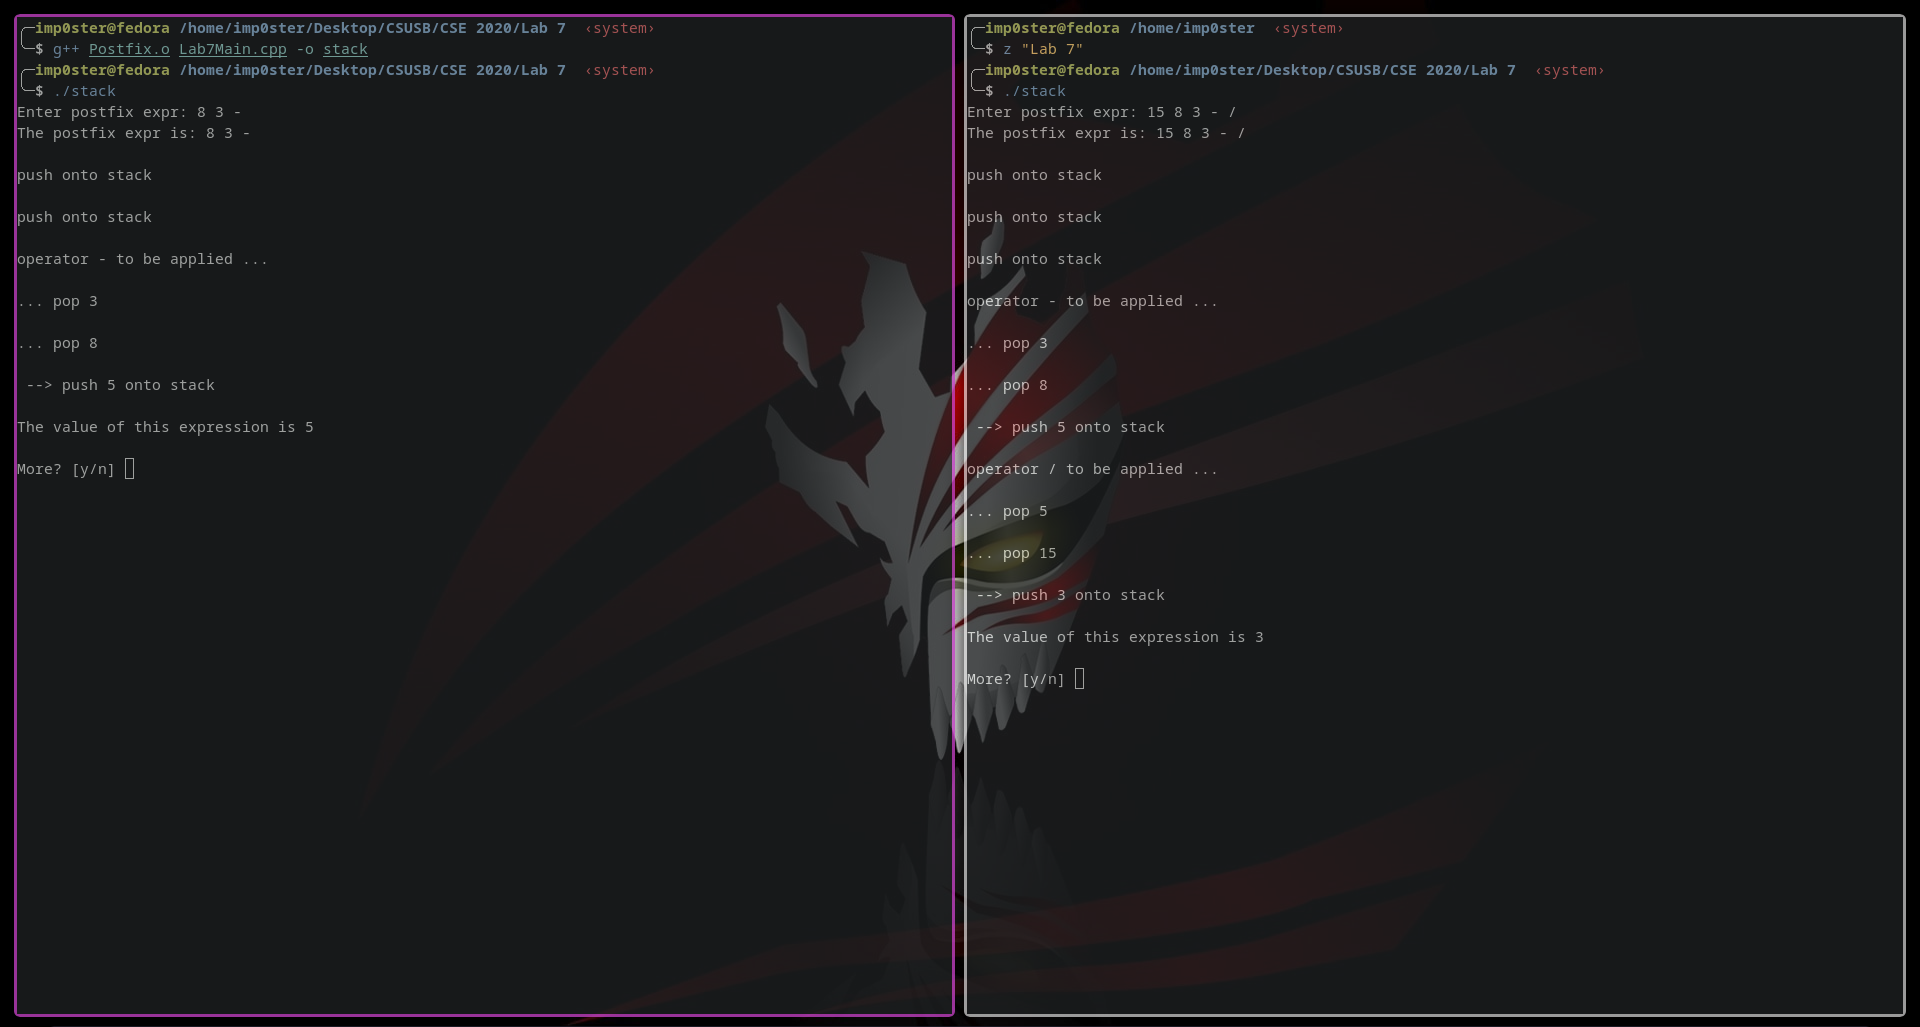 imp0ster@fedora /home/imp0ster/Desktop/CSUSB/CSE 2020/Lab 7 ‹system›
$ g++ Postfix.o Lab7Main.cpp -o stack
imp0ster@fedora /home/imp0ster/Desktop/CSUSB/CSE 2020/Lab 7 ‹system›
$ ./stack
Enter postfix expr: 8 3 -
The postfix expr is: 8 3 -
push onto stack
push onto stack
operator - to be applied ...
... pop 3
... pop 8
--> push 5 onto stack
The value of this expression is 5
More? [y/n]
imp0ster@fedora /home/imp0ster ‹system›
$ z "Lab 7"
imp0ster@fedora /home/imp0ster/Desktop/CSUSB/CSE 2020/Lab 7 ‹system›
$ ./stack
Enter postfix expr: 15 8 3 - /
The postfix expr is: 15 8 3 - /
push onto stack
push onto stack
push onto stack
operator - to be applied ...
... pop 3
... pop 8
--> push 5 onto stack
operator / to be applied ...
... pop 5
... pop 15
--> push 3 onto stack
The value of this expression is 3
More? [y/n]